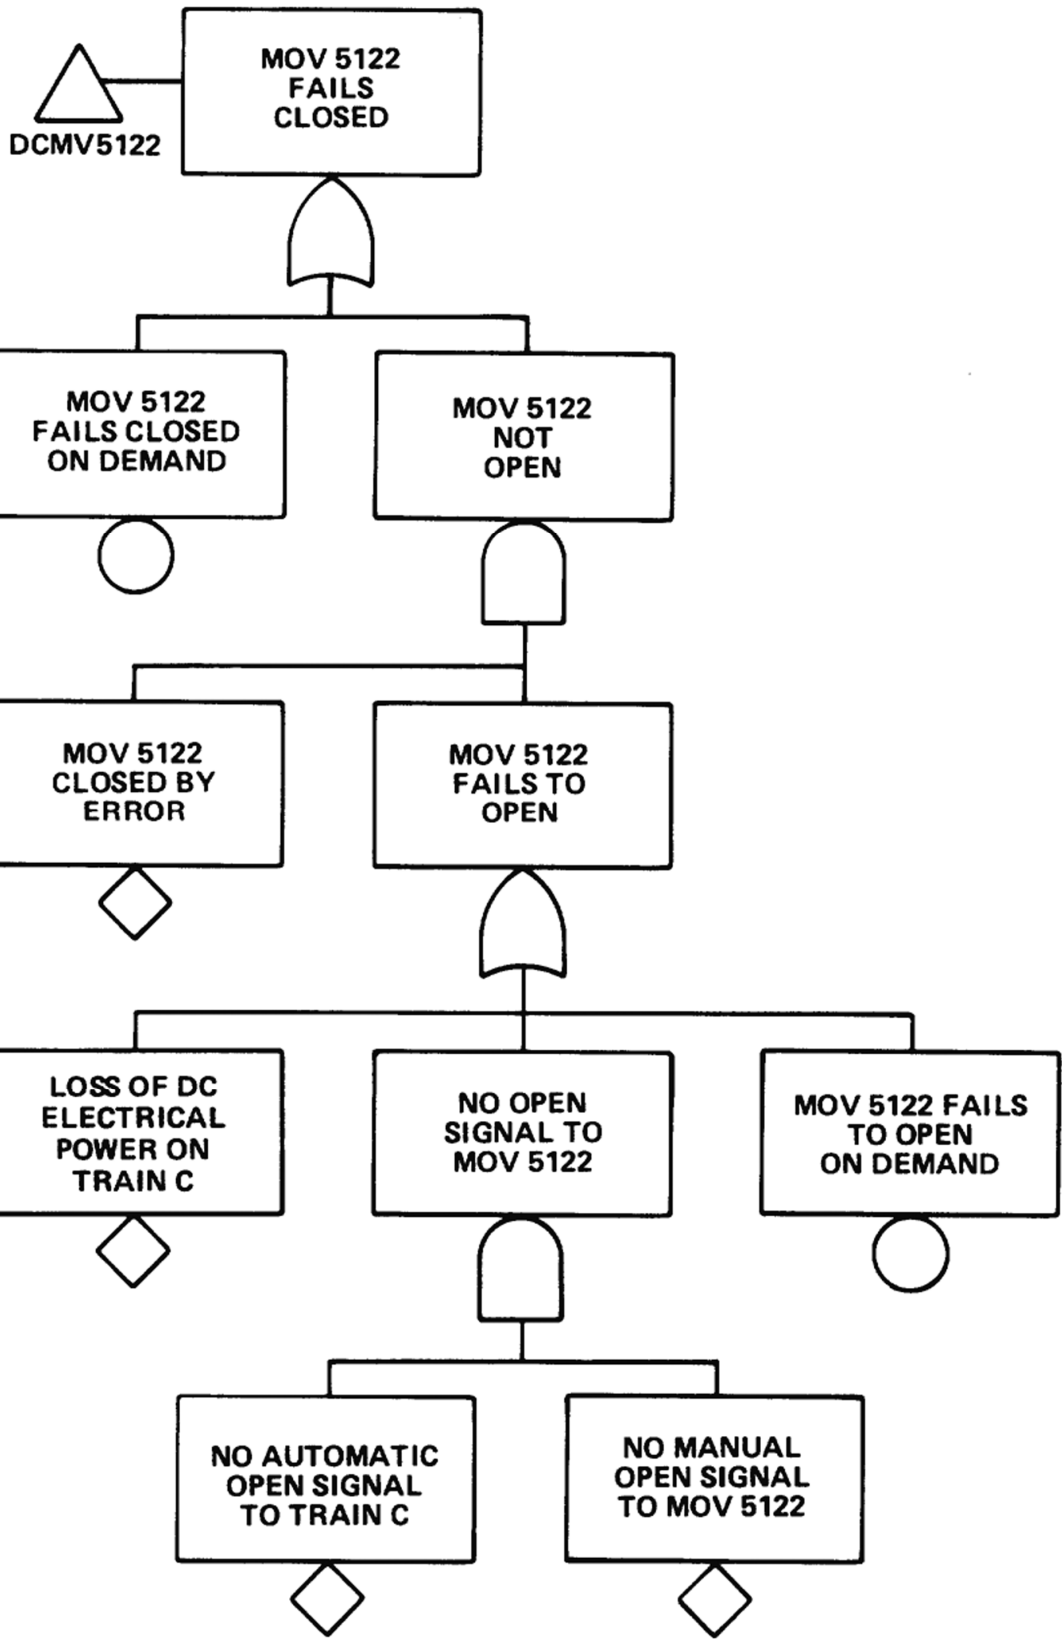 MOV 5122
FAILS
CLOSED
DCMV5122
MOV 5122
FAILS CLOSED
ON DEMAND
MOV 5122
NOT
OPEN
MOV 5122
CLOSED BY
ERROR
MOV 5122
FAILS TO
OPEN
LOSS OF DC
ELECTRICAL
POWER ON
TRAIN C
NO OPEN
SIGNAL TO
MOV 5122
MOV 5122 FAILS
TO OPEN
ON DEMAND
NO AUTOMATIC
OPEN SIGNAL
TO TRAIN C
NO MANUAL
OPEN SIGNAL
TO MOV 5122